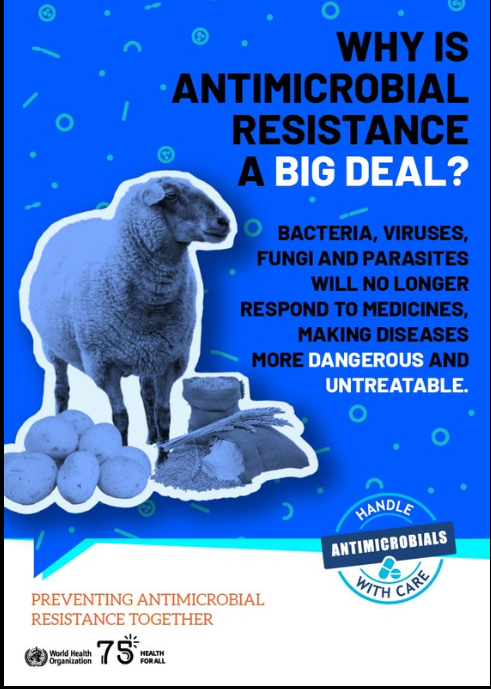 WHY IS
ANTIMICROBIAL
RESISTANCE
A BIG DEAL?
BACTERIA, VIRUSES,
FUNGI AND PARASITES
WILL NO LONGER
RESPOND TO MEDICINES,
MAKING DISEASES
MORE DANGEROUS AND
UNTREATABLE.
HANDLE
ANTIMICROBIALS
WITH CARE
PREVENTING ANTIMICROBIAL
RESISTANCE TOGETHER
World Health
Organization
75
HEALTH
FOR ALL